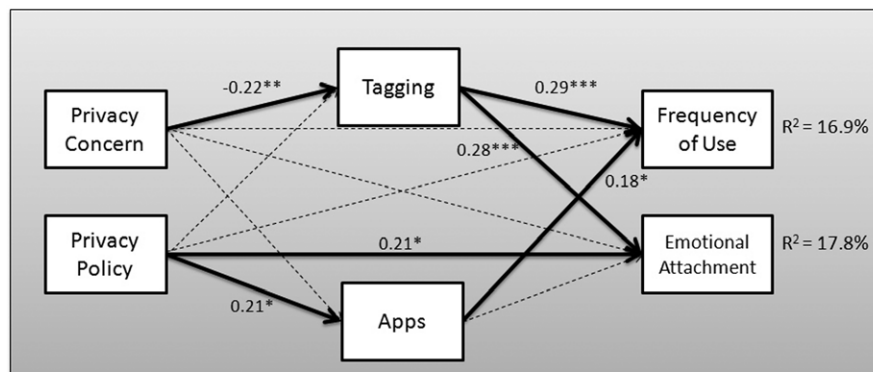 Tagging
-0.22**
0.29***
Privacy
Concern
Frequency
of Use
R² = 16.9%
0.28***
0.18*
Privacy
Policy
0.21*
Emotional
Attachment
R² = 17.8%
0.21*
Apps